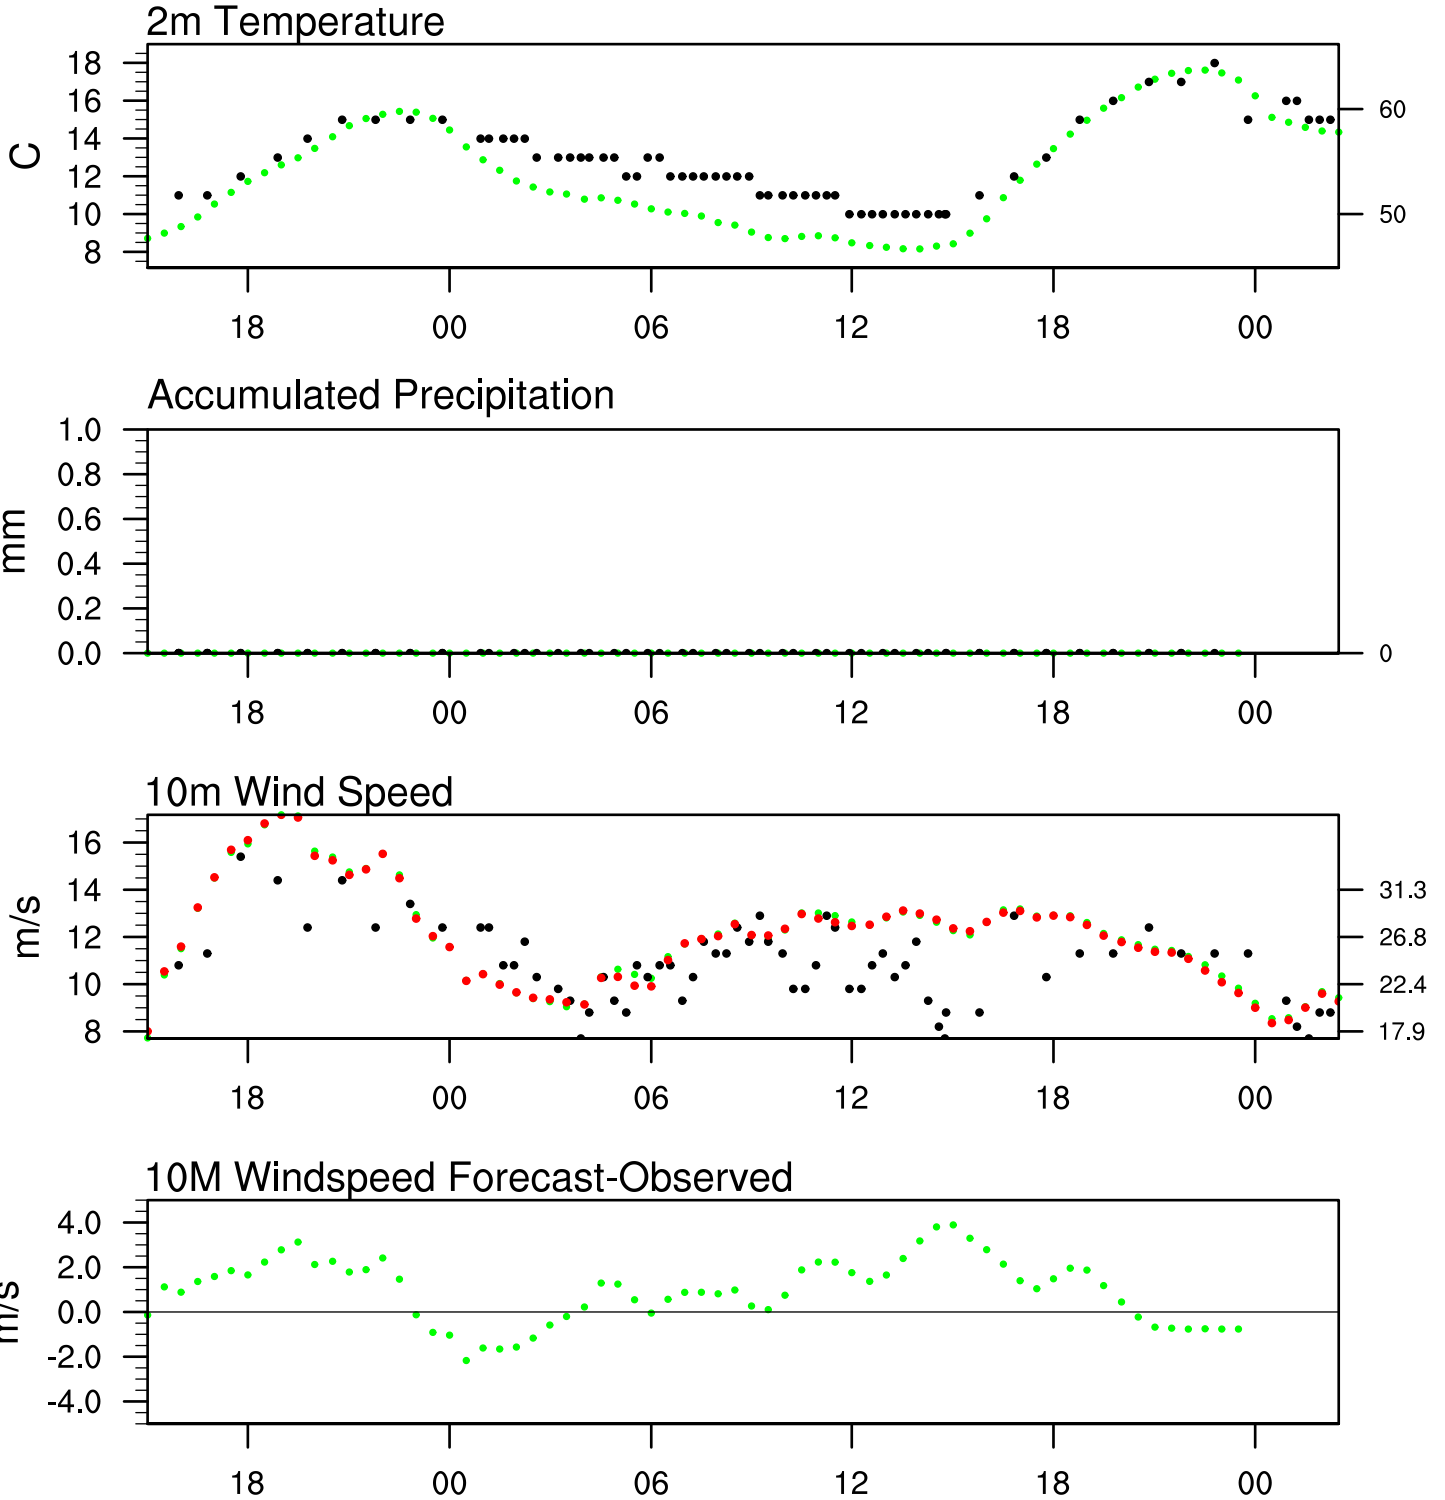 2m Temperature
C
18
16
14
12
10
8
60
50
18 00 06 12 18 00
Accumulated Precipitation
mm
1.0
0.8
0.6
0.4
0.2
0.0
0
18 00 06 12 18 00
10m Wind Speed
m/s
16
14
12
10
8
31.3
26.8
22.4
17.9
18 00 06 12 18 00
10M Windspeed Forecast-Observed
m/s
4.0
2.0
0.0
-2.0
-4.0
18 00 06 12 18 00